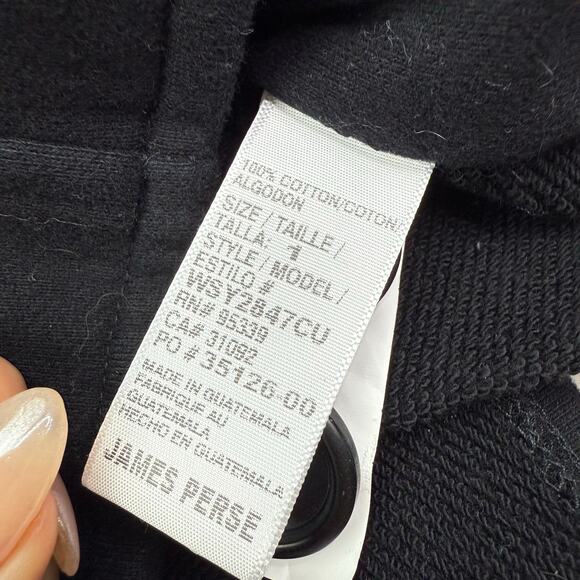 100% COTTON/COTON/
ALGODON
SIZE / TAILLE /
TALLA: 1
STYLE / MODEL /
ESTILO #
WSY2847CU
RN# 95339
CA# 31092
PO # 35126-00
MADE IN GUATEMALA
FABRIQUE AU
GUATEMALA
HECHO EN GUATEMALA
JAMES PERSE